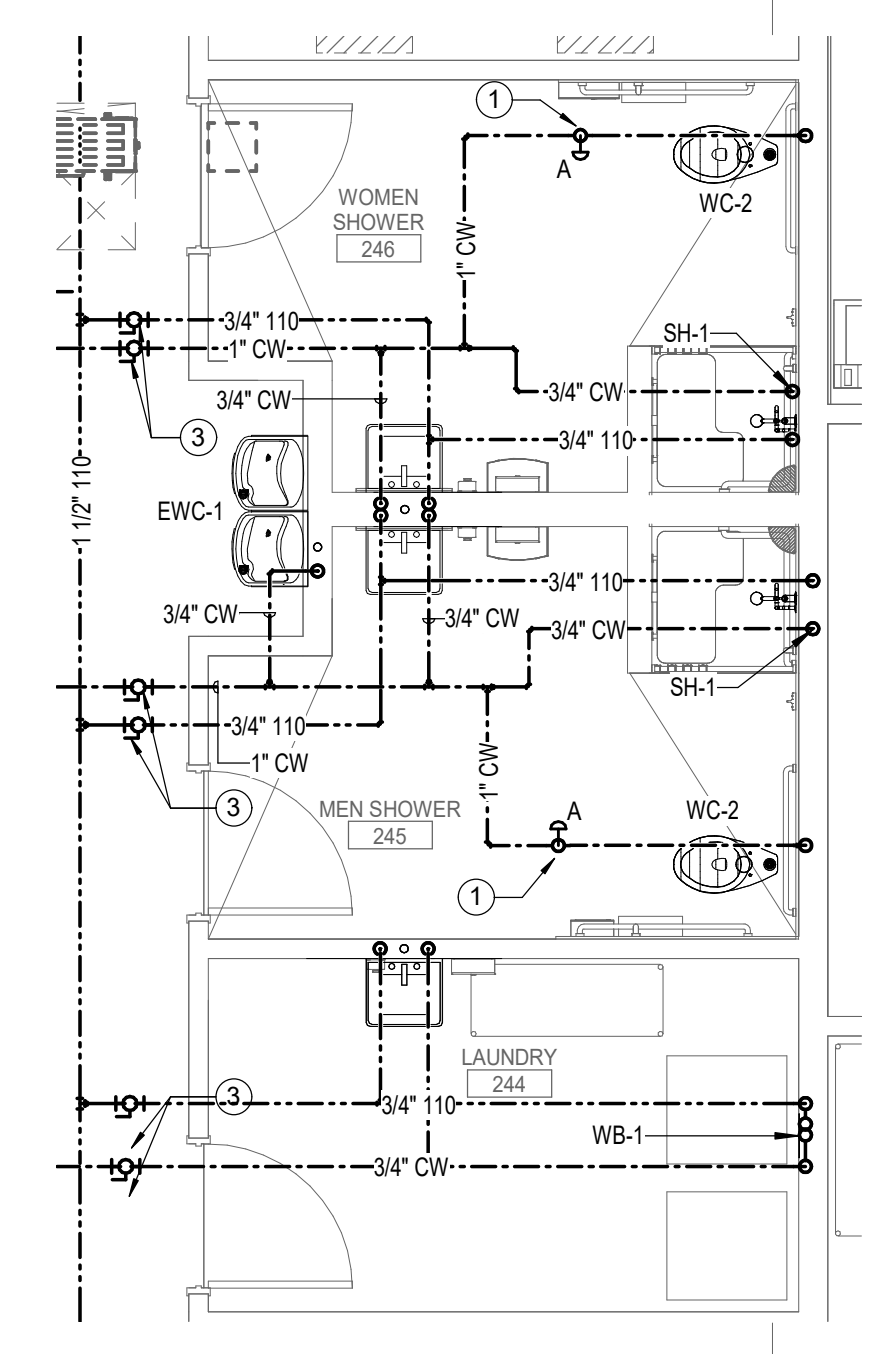 1
A
WC-2
WOMEN
SHOWER
246
1" CW
3/4" 110
1" CW
SH-1
3/4" CW
3/4" CW
3
3/4" 110
1 1/2" 110
EWC-1
3/4" 110
3/4" CW
3/4" CW
3/4" CW
SH-1
3/4" 110
1" CW
1" CW
3
MEN SHOWER
245
A
WC-2
1
LAUNDRY
244
3
3/4" 110
WB-1
3/4" CW